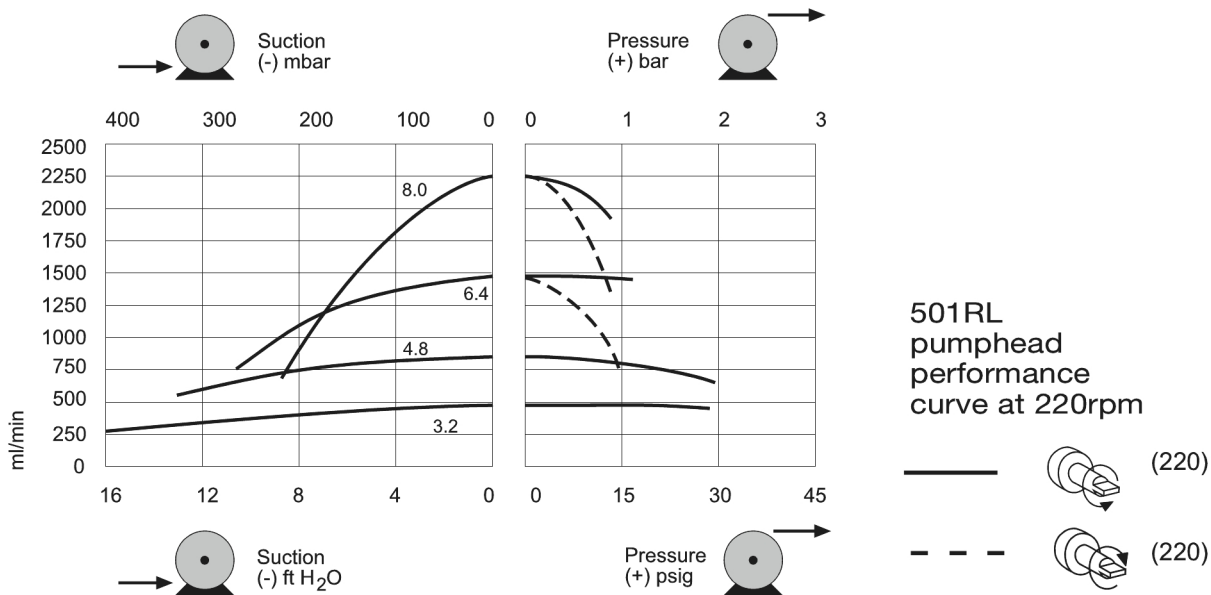 Suction
(-) mbar
Pressure
(+) bar
400 300 200 100 0 0 1 2 3
2500
2250
2000
1750
1500
1250
1000
750
500
250
0
ml/min
8.0
6.4
4.8
3.2
16 12 8 4 0 0 15 30 45
Suction
(-) ft H₂O
Pressure
(+) psig
501RL
pumphead
performance
curve at 220rpm
(220)
(220)